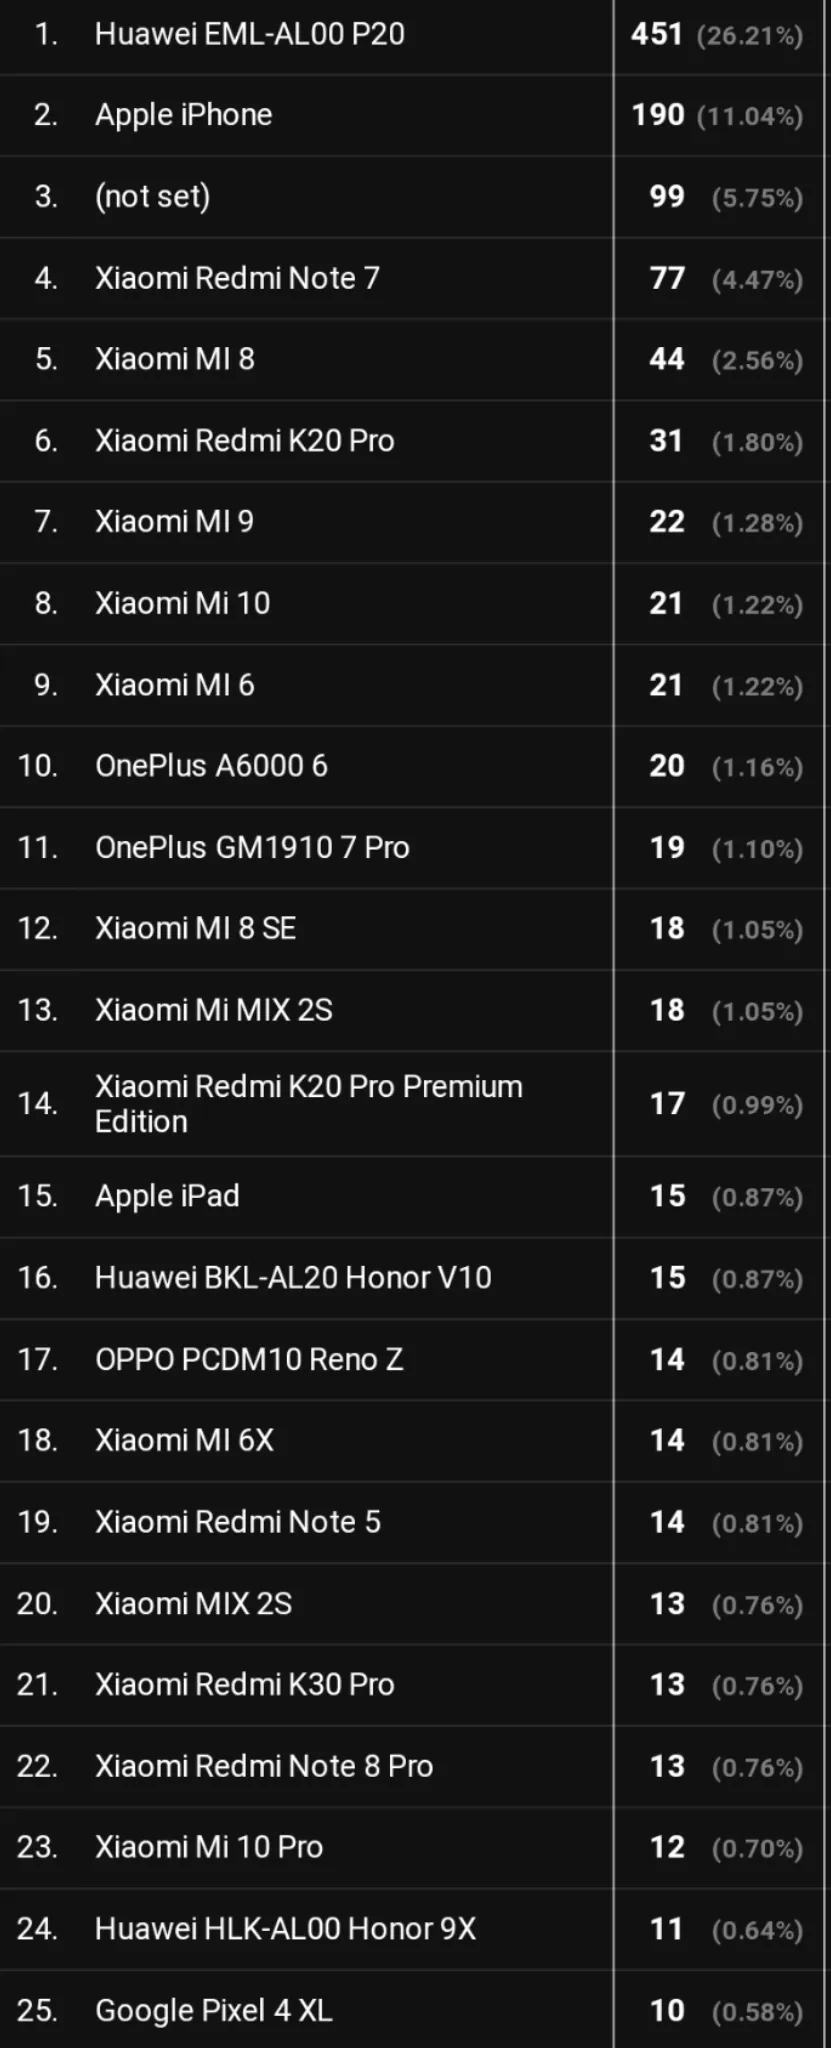 1. Huawei EML-AL00 P20 451 (26.21%)
2. Apple iPhone 190 (11.04%)
3. (not set) 99 (5.75%)
4. Xiaomi Redmi Note 7 77 (4.47%)
5. Xiaomi MI 8 44 (2.56%)
6. Xiaomi Redmi K20 Pro 31 (1.80%)
7. Xiaomi MI 9 22 (1.28%)
8. Xiaomi Mi 10 21 (1.22%)
9. Xiaomi MI 6 21 (1.22%)
10. OnePlus A6000 6 20 (1.16%)
11. OnePlus GM1910 7 Pro 19 (1.10%)
12. Xiaomi MI 8 SE 18 (1.05%)
13. Xiaomi Mi MIX 2S 18 (1.05%)
14. Xiaomi Redmi K20 Pro Premium
Edition 17 (0.99%)
15. Apple iPad 15 (0.87%)
16. Huawei BKL-AL20 Honor V10 15 (0.87%)
17. OPPO PCDM10 Reno Z 14 (0.81%)
18. Xiaomi MI 6X 14 (0.81%)
19. Xiaomi Redmi Note 5 14 (0.81%)
20. Xiaomi MIX 2S 13 (0.76%)
21. Xiaomi Redmi K30 Pro 13 (0.76%)
22. Xiaomi Redmi Note 8 Pro 13 (0.76%)
23. Xiaomi Mi 10 Pro 12 (0.70%)
24. Huawei HLK-AL00 Honor 9X 11 (0.64%)
25. Google Pixel 4 XL 10 (0.58%)